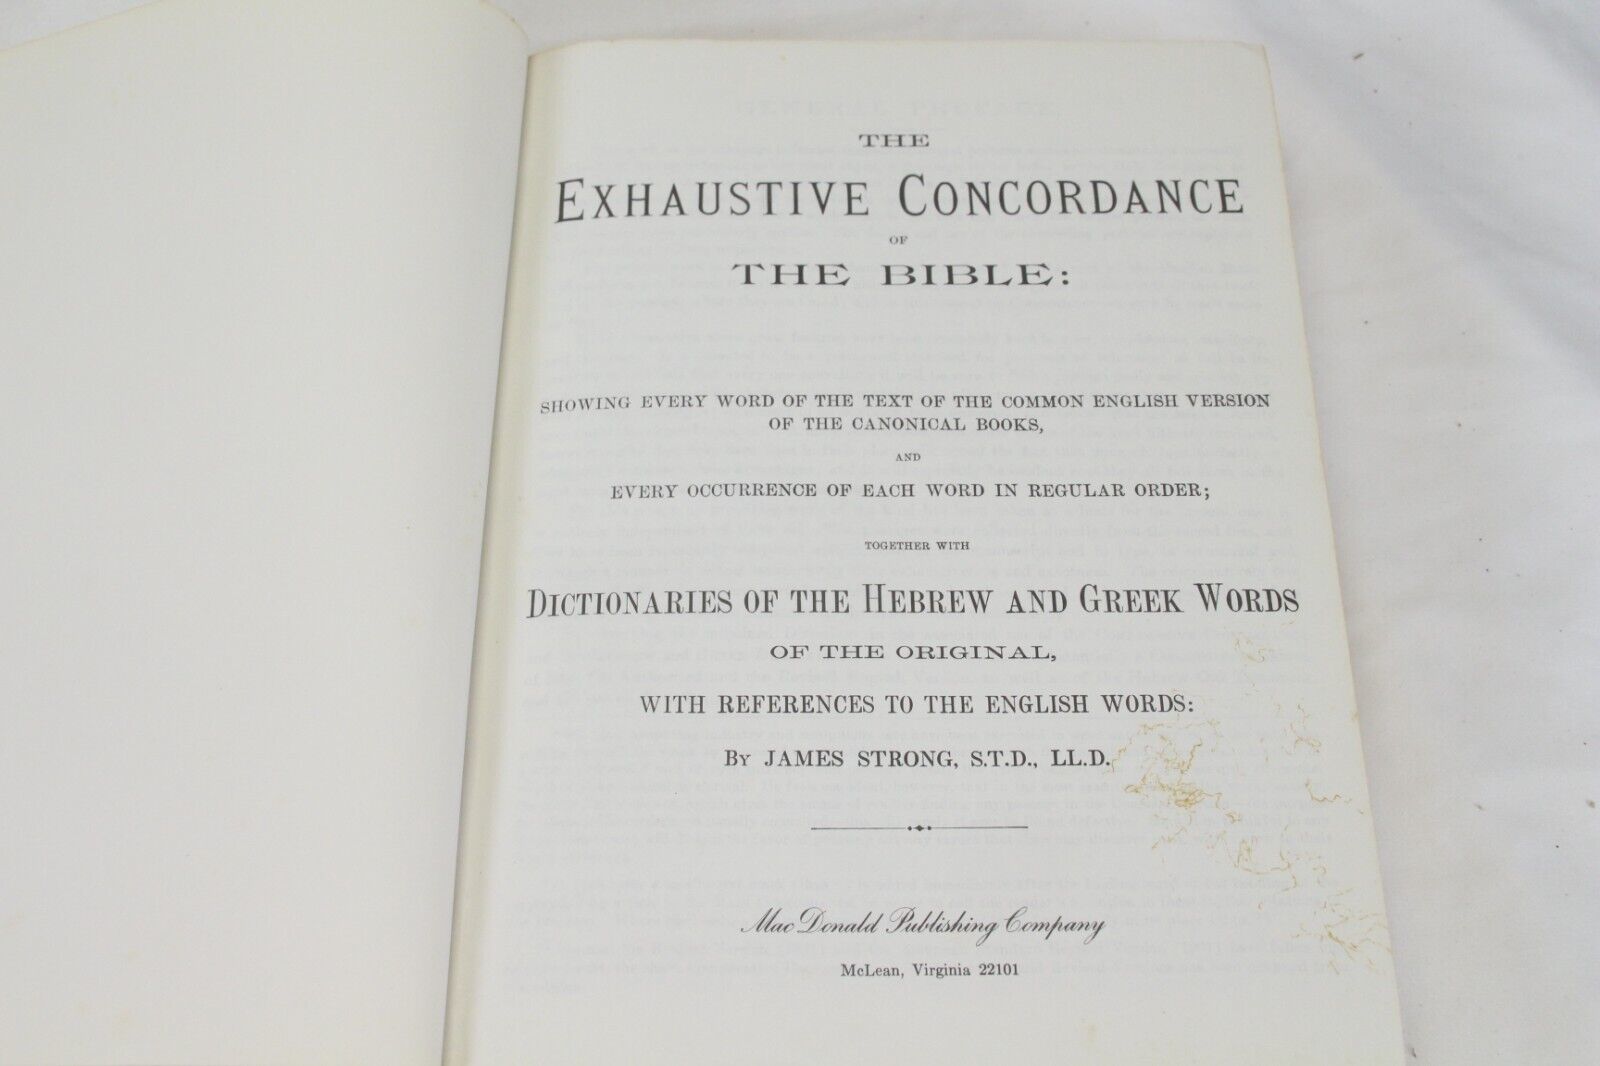 THE
EXHAUSTIVE CONCORDANCE
OF
THE BIBLE:
SHOWING EVERY WORD OF THE TEXT OF THE COMMON ENGLISH VERSION
OF THE CANONICAL BOOKS,
AND
EVERY OCCURRENCE OF EACH WORD IN REGULAR ORDER;
TOGETHER WITH
DICTIONARIES OF THE HEBREW AND GREEK WORDS
OF THE ORIGINAL,
WITH REFERENCES TO THE ENGLISH WORDS:
BY JAMES STRONG, S.T.D., LL.D.
Mac Donald Publishing Company
McLean, Virginia 22101